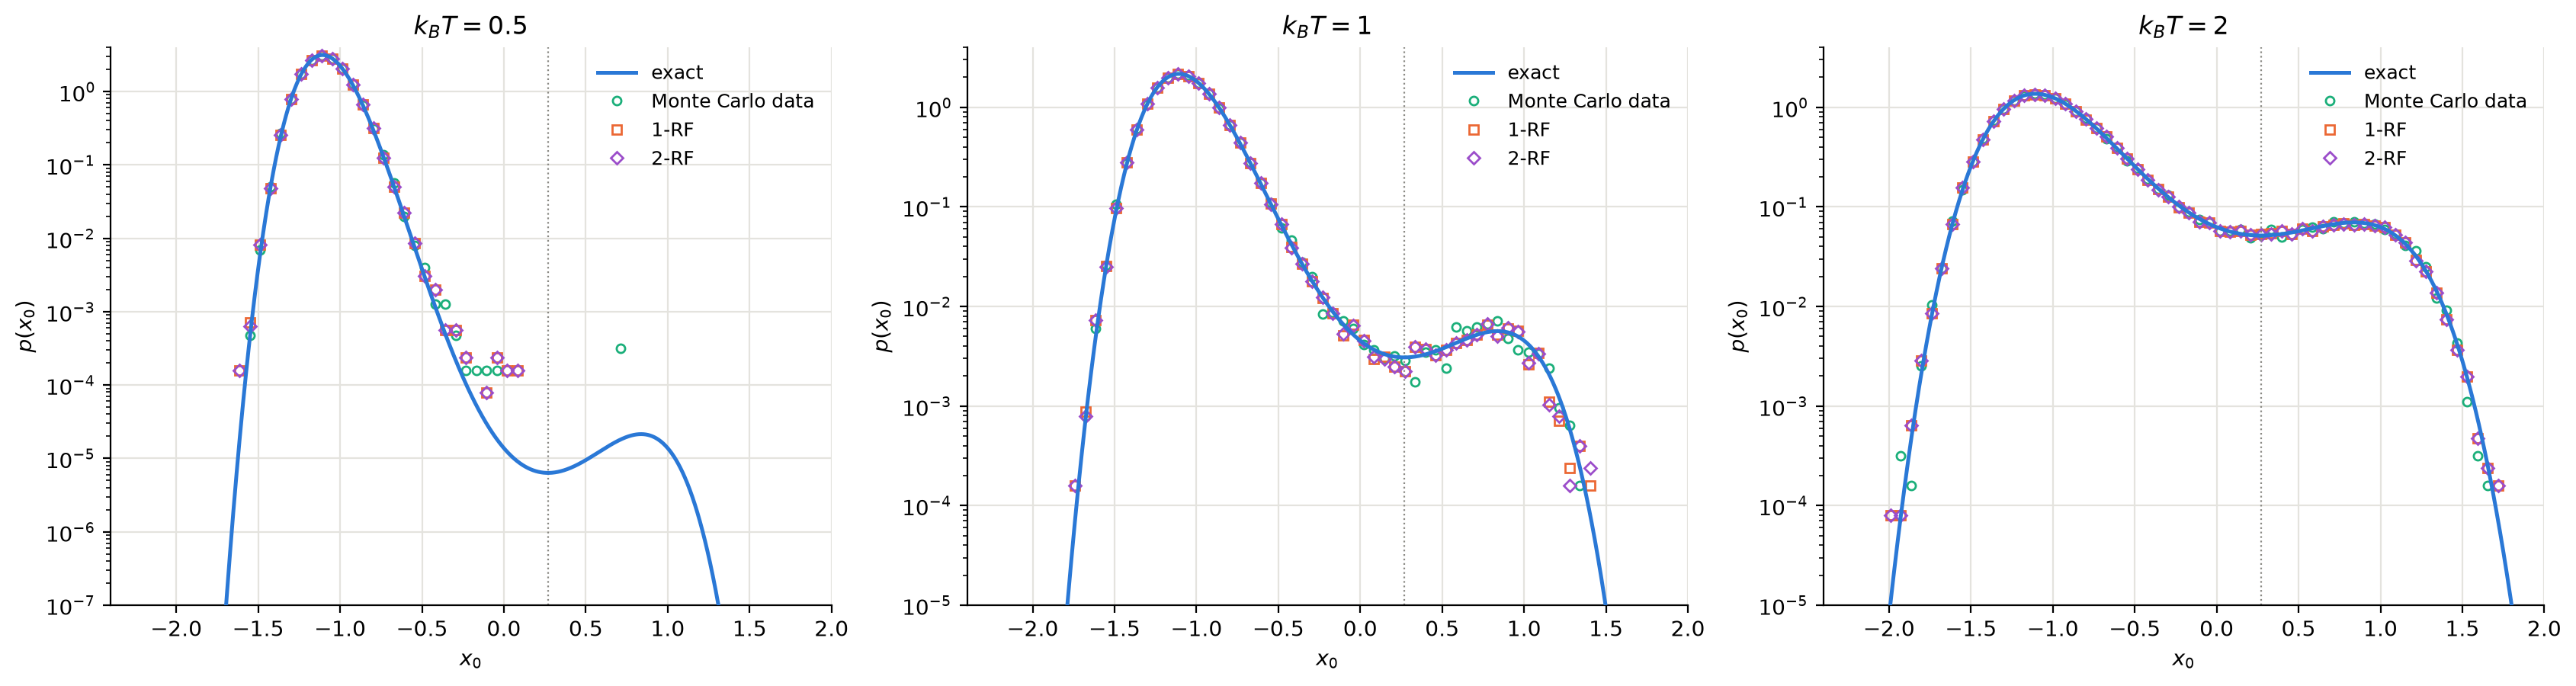 k_BT = 0.5
p(x_0)
10^0
10^−1
10^−2
10^−3
10^−4
10^−5
10^−6
10^−7
exact
Monte Carlo data
1-RF
2-RF
−2.0 −1.5 −1.0 −0.5 0.0 0.5 1.0 1.5 2.0
x_0
k_BT = 1
p(x_0)
10^0
10^−1
10^−2
10^−3
10^−4
10^−5
exact
Monte Carlo data
1-RF
2-RF
−2.0 −1.5 −1.0 −0.5 0.0 0.5 1.0 1.5 2.0
x_0
k_BT = 2
p(x_0)
10^0
10^−1
10^−2
10^−3
10^−4
10^−5
exact
Monte Carlo data
1-RF
2-RF
−2.0 −1.5 −1.0 −0.5 0.0 0.5 1.0 1.5 2.0
x_0